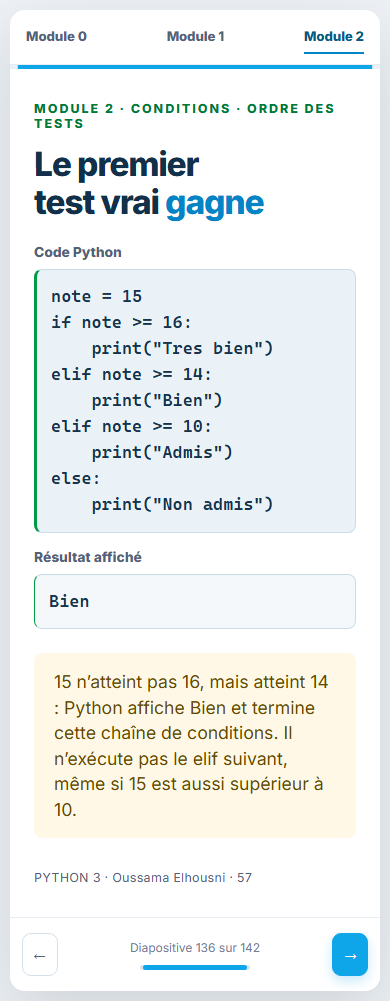 Module 0 Module 1 Module 2
MODULE 2 · CONDITIONS · ORDRE DES
TESTS
Le premier
test vrai gagne
Code Python
note = 15
if note >= 16:
    print("Tres bien")
elif note >= 14:
    print("Bien")
elif note >= 10:
    print("Admis")
else:
    print("Non admis")
Résultat affiché
Bien
15 n’atteint pas 16, mais atteint 14
: Python affiche Bien et termine
cette chaîne de conditions. Il
n’exécute pas le elif suivant,
même si 15 est aussi supérieur à
10.
PYTHON 3 · Oussama Elhousni · 57
← Diapositive 136 sur 142 →